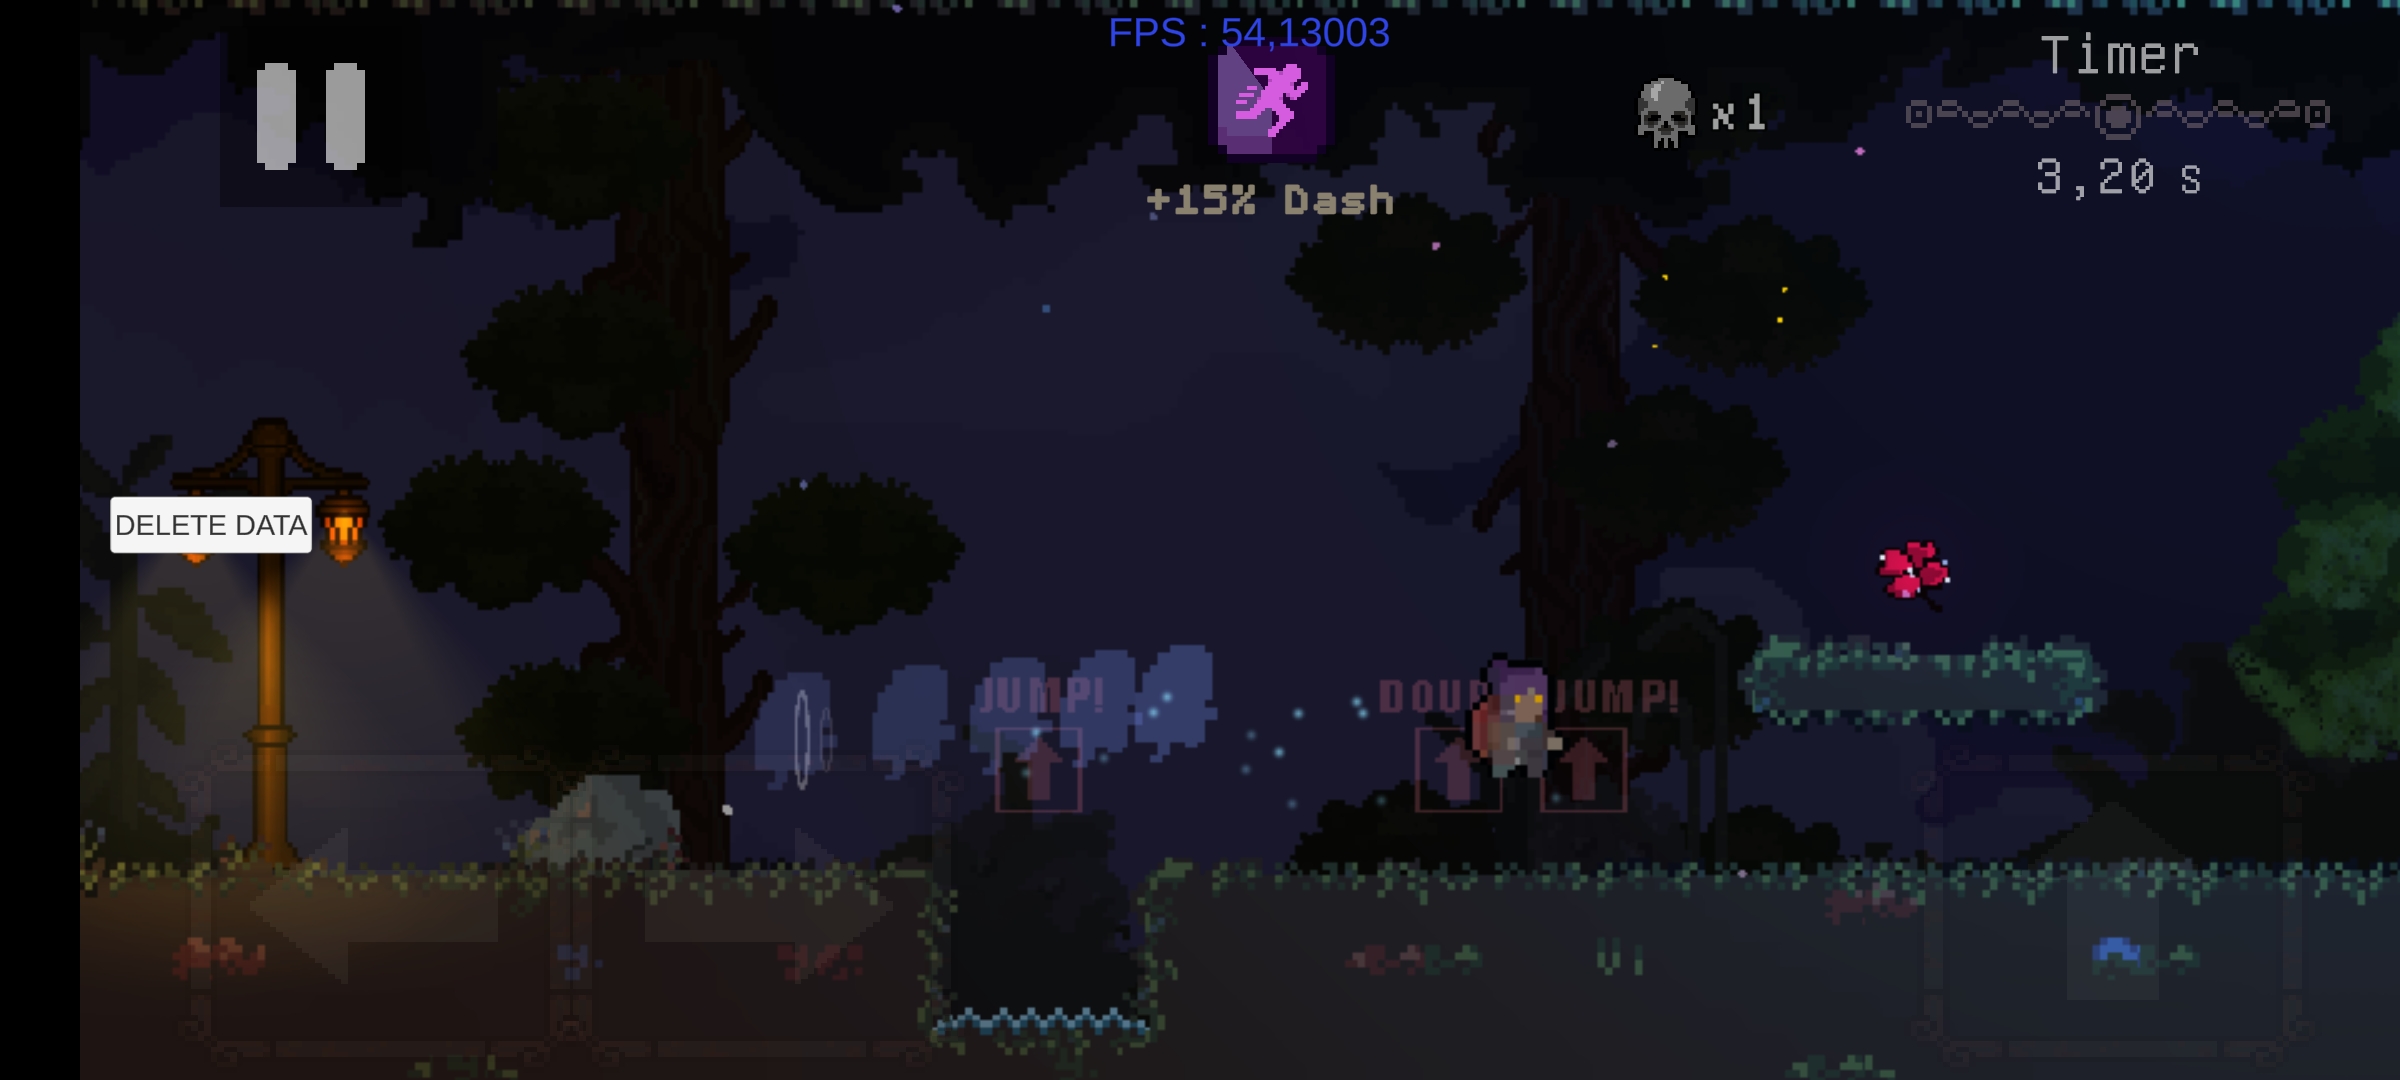 FPS : 54,13003
Timer
x1
3,20 s
+15% Dash
DELETE DATA
JUMP!
JUMP!